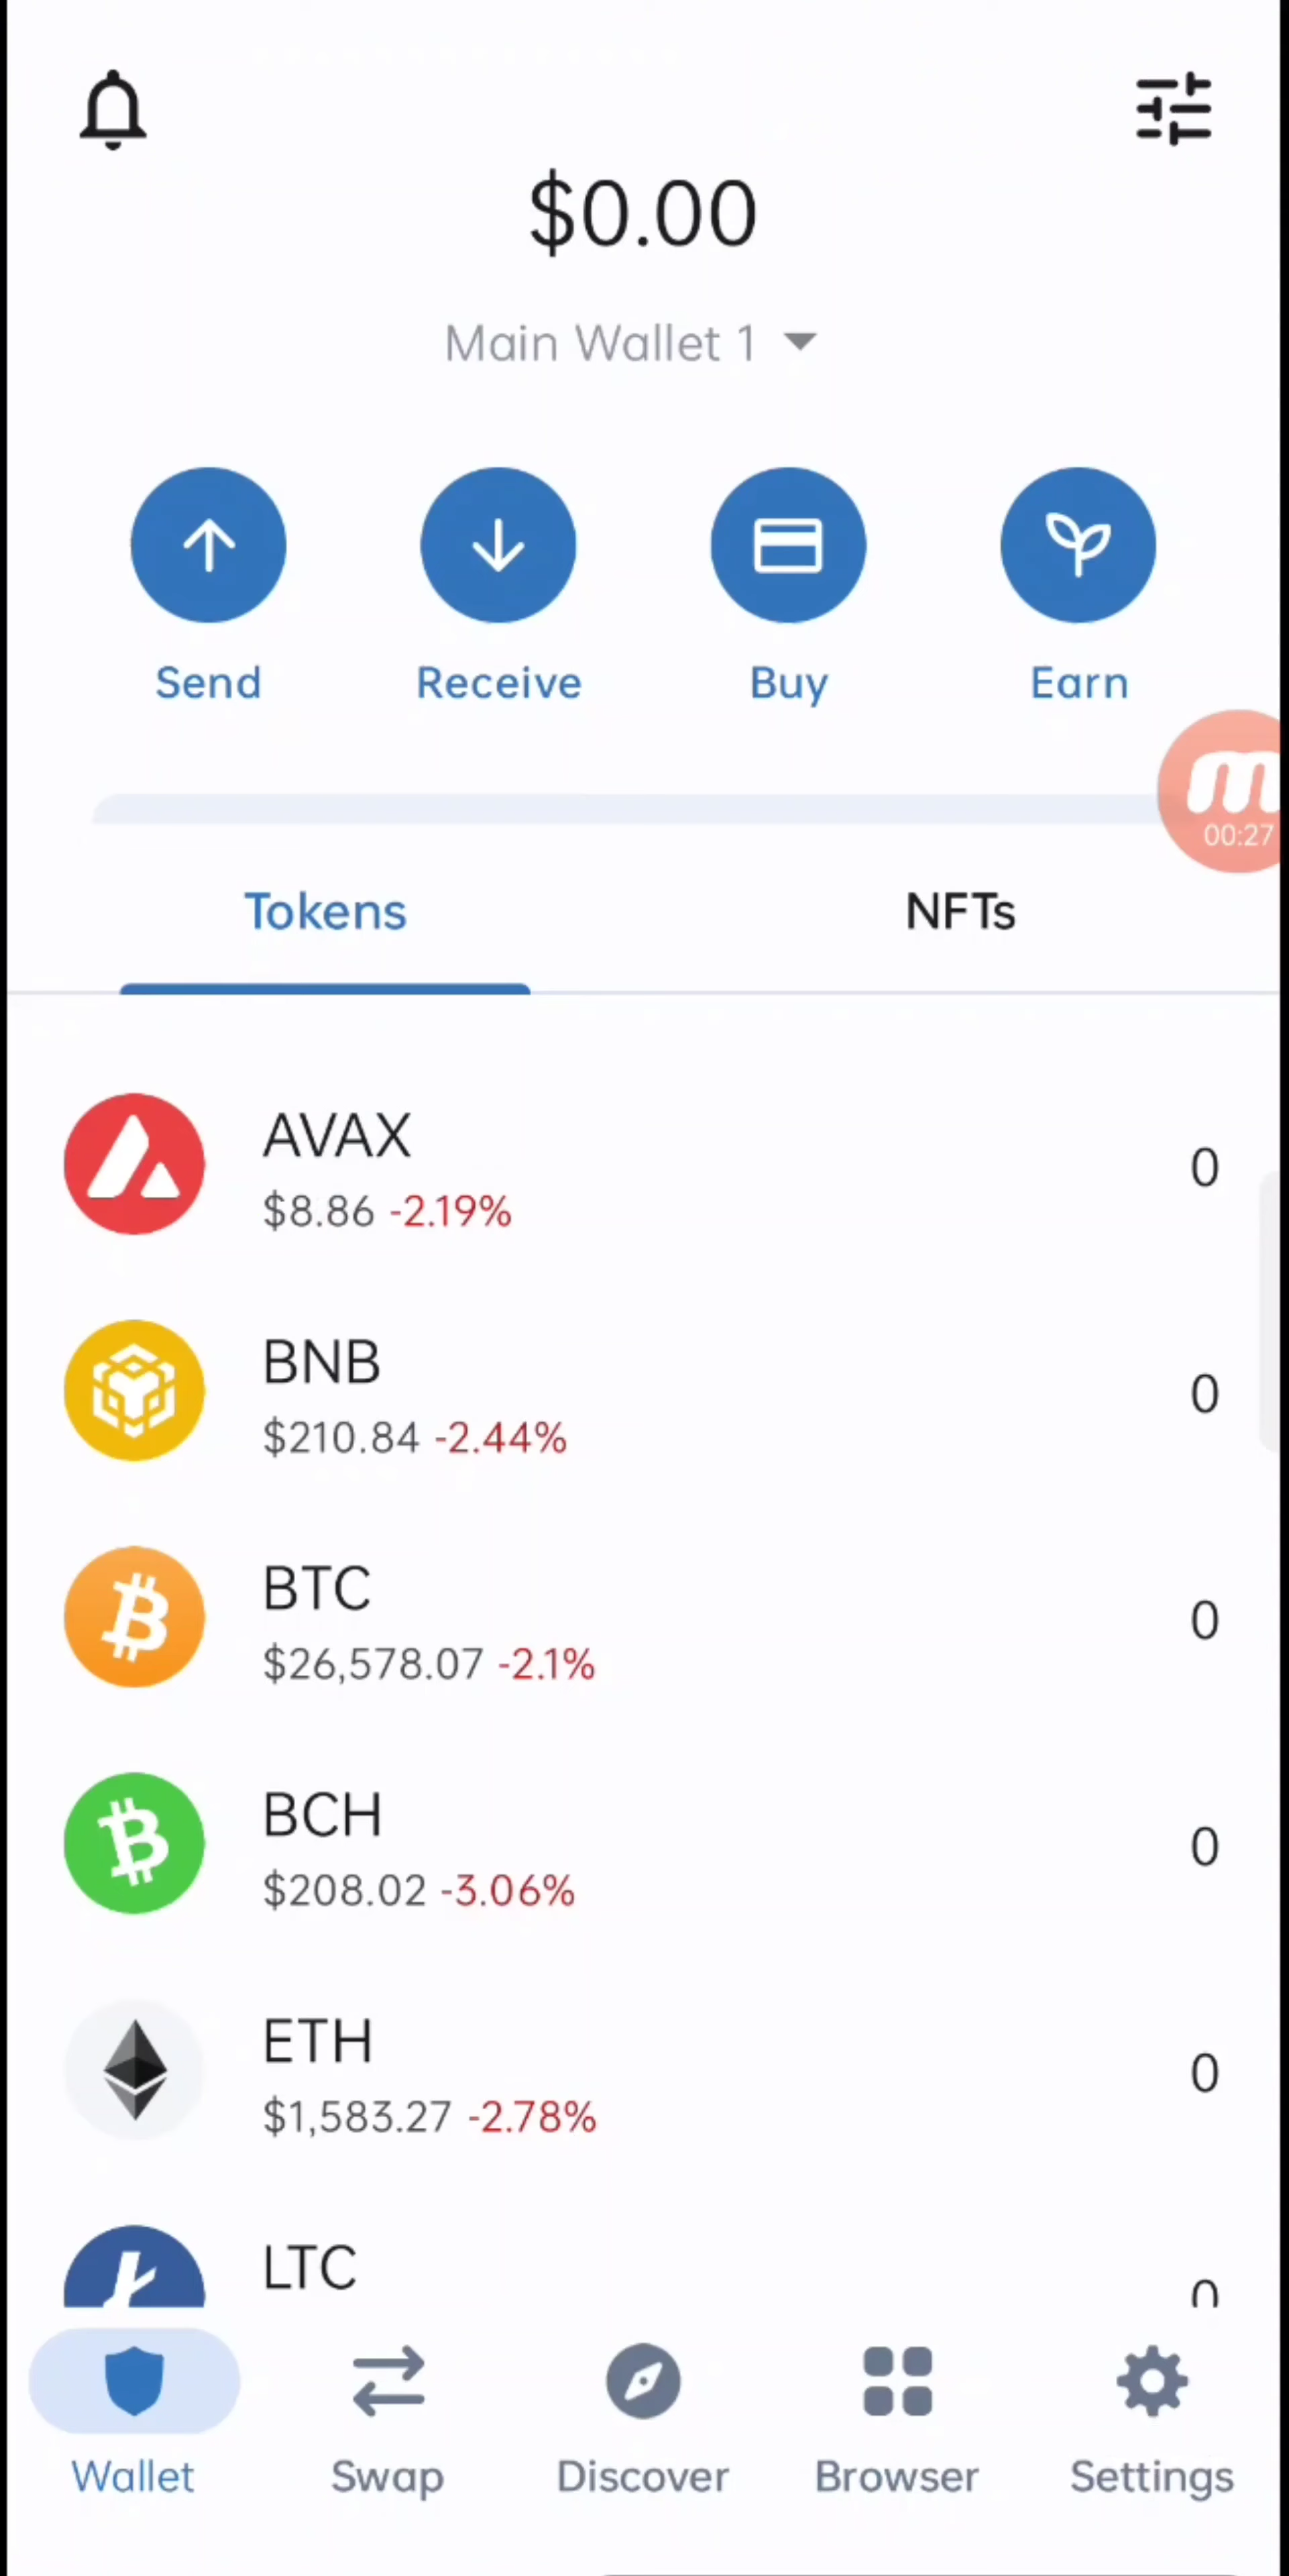 $0.00
Main Wallet 1
Send
Receive
Buy
Earn
00:27
Tokens
NFTs
AVAX
0
$8.86 -2.19%
BNB
0
$210.84 -2.44%
BTC
0
$26,578.07 -2.1%
BCH
0
$208.02 -3.06%
ETH
0
$1,583.27 -2.78%
LTC
0
Wallet
Swap
Discover
Browser
Settings